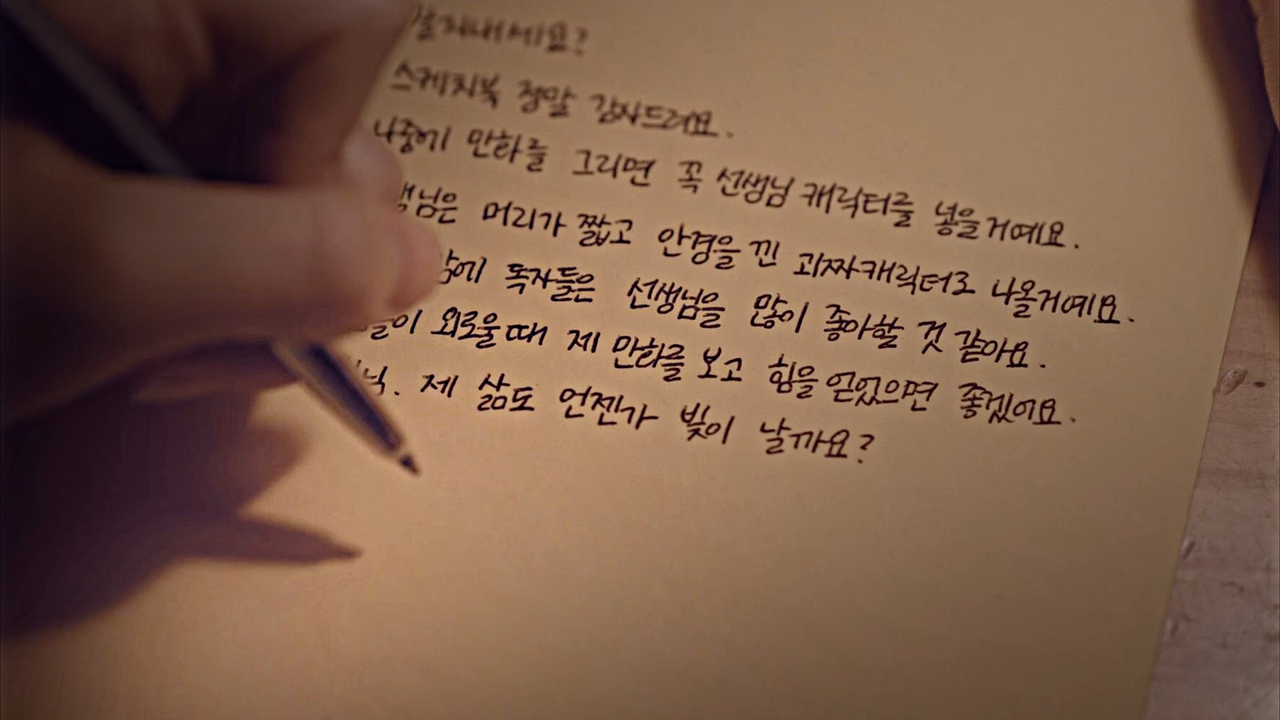 잘 지내세요?
스케치북 정말 감사드려요.
나중에 만화를 그리면 꼭 선생님 캐릭터를 넣을거예요.
머리가 짧고 안경을 낀 괴짜캐릭터로 나올거예요.
독자들은 선생님을 많이 좋아할 것 같아요.
외로울때 제 만화를 보고 힘을 얻었으면 좋겠어요.
제 삶도 언젠가 빛이 날까요?